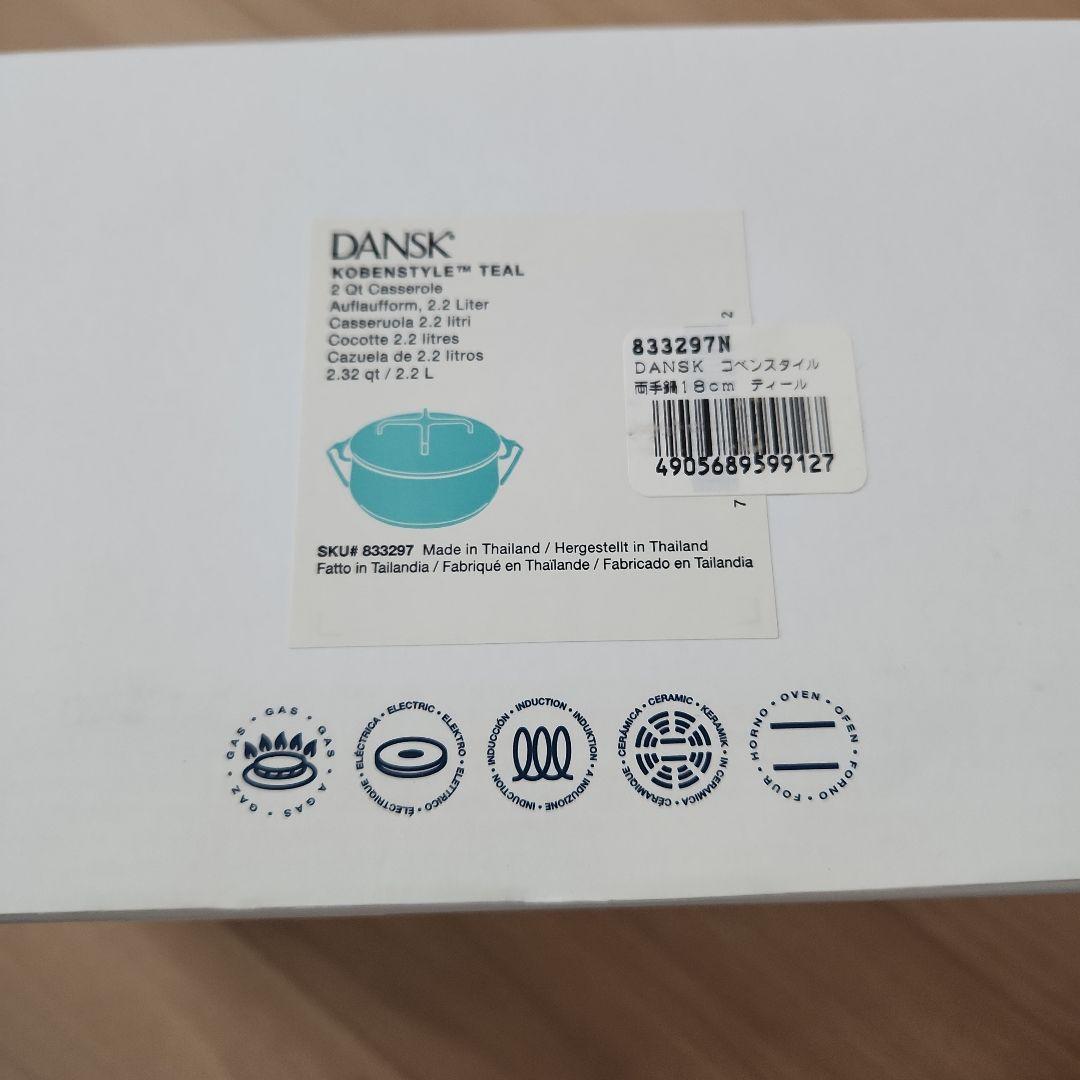 DANSK®
KOBENSTYLE™ TEAL
2 Qt Casserole
Auflaufform, 2.2 Liter
Casseruola 2.2 litri
Cocotte 2.2 litres
Cazuela de 2.2 litros
2.32 qt / 2.2 L
2
833297N
DANSK コベンスタイル
両手鍋18cm ティール
4905689599127
7
SKU# 833297 Made in Thailand / Hergestellt in Thailand
Fatto in Tailandia / Fabriqué en Thaïlande / Fabricado en Tailandia
GAS • GAS • A GAS • GAZ • GAS •
ELECTRIC • ELEKTRO • ELETTRICO • ÉLECTRIQUE • ELÉCTRICA •
INDUCTION • INDUKTION • A INDUZIONE • INDUCTION • INDUCCIÓN •
CERAMIC • KERAMIK • IN CERAMICA • CÉRAMIQUE • CERÁMICA •
OVEN • OFEN • FORNO • FOUR • HORNO •